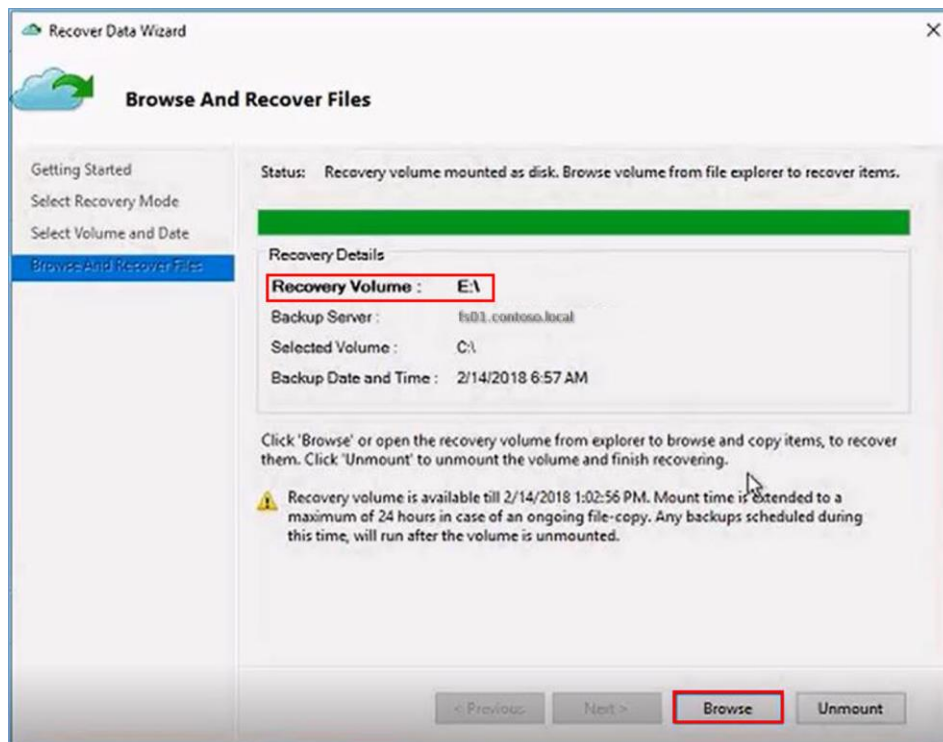 Recover Data Wizard
Browse And Recover Files
Getting Started
Select Recovery Mode
Select Volume and Date
Browse And Recover Files
Status: Recovery volume mounted as disk. Browse volume from file explorer to recover items.
Recovery Details
Recovery Volume : E:\
Backup Server : fs01.contoso.local
Selected Volume : C:\
Backup Date and Time : 2/14/2018 6:57 AM
Click 'Browse' or open the recovery volume from explorer to browse and copy items, to recover
them. Click 'Unmount' to unmount the volume and finish recovering.
Recovery volume is available till 2/14/2018 1:02:56 PM. Mount time is extended to a
maximum of 24 hours in case of an ongoing file-copy. Any backups scheduled during
this time, will run after the volume is unmounted.
< Previous Next > Browse Unmount